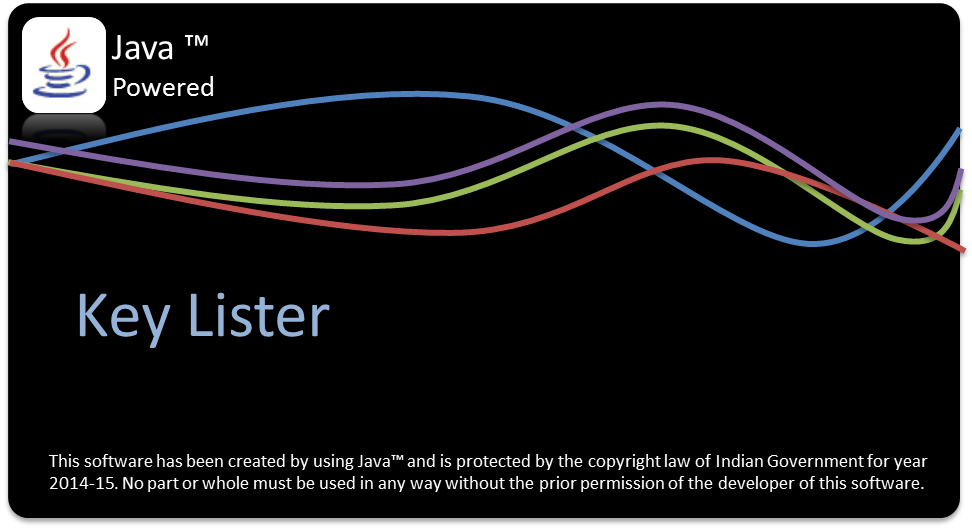 Java ™
Powered
Key Lister
This software has been created by using Java™ and is protected by the copyright law of Indian Government for year
2014-15. No part or whole must be used in any way without the prior permission of the developer of this software.